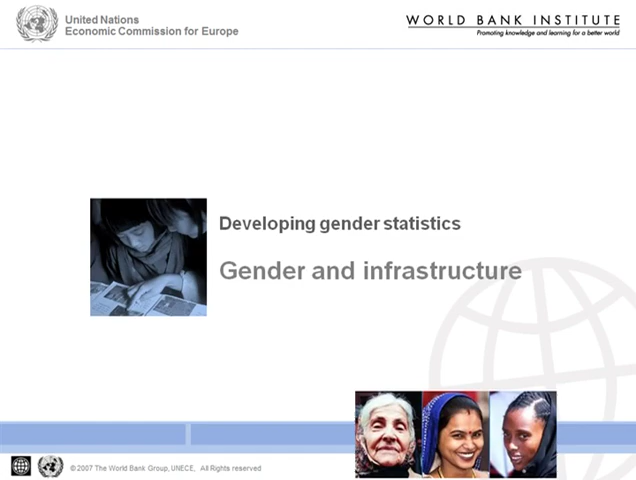 United Nations
Economic Commission for Europe
WORLD BANK INSTITUTE
Promoting knowledge and learning for a better world
Developing gender statistics
Gender and infrastructure
© 2007 The World Bank Group, UNECE, All Rights reserved